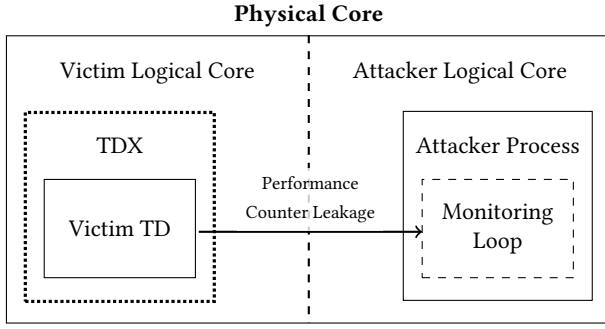 Physical Core
Victim Logical Core
Attacker Logical Core
TDX
Attacker Process
Performance
Counter Leakage
Victim TD
Monitoring
Loop